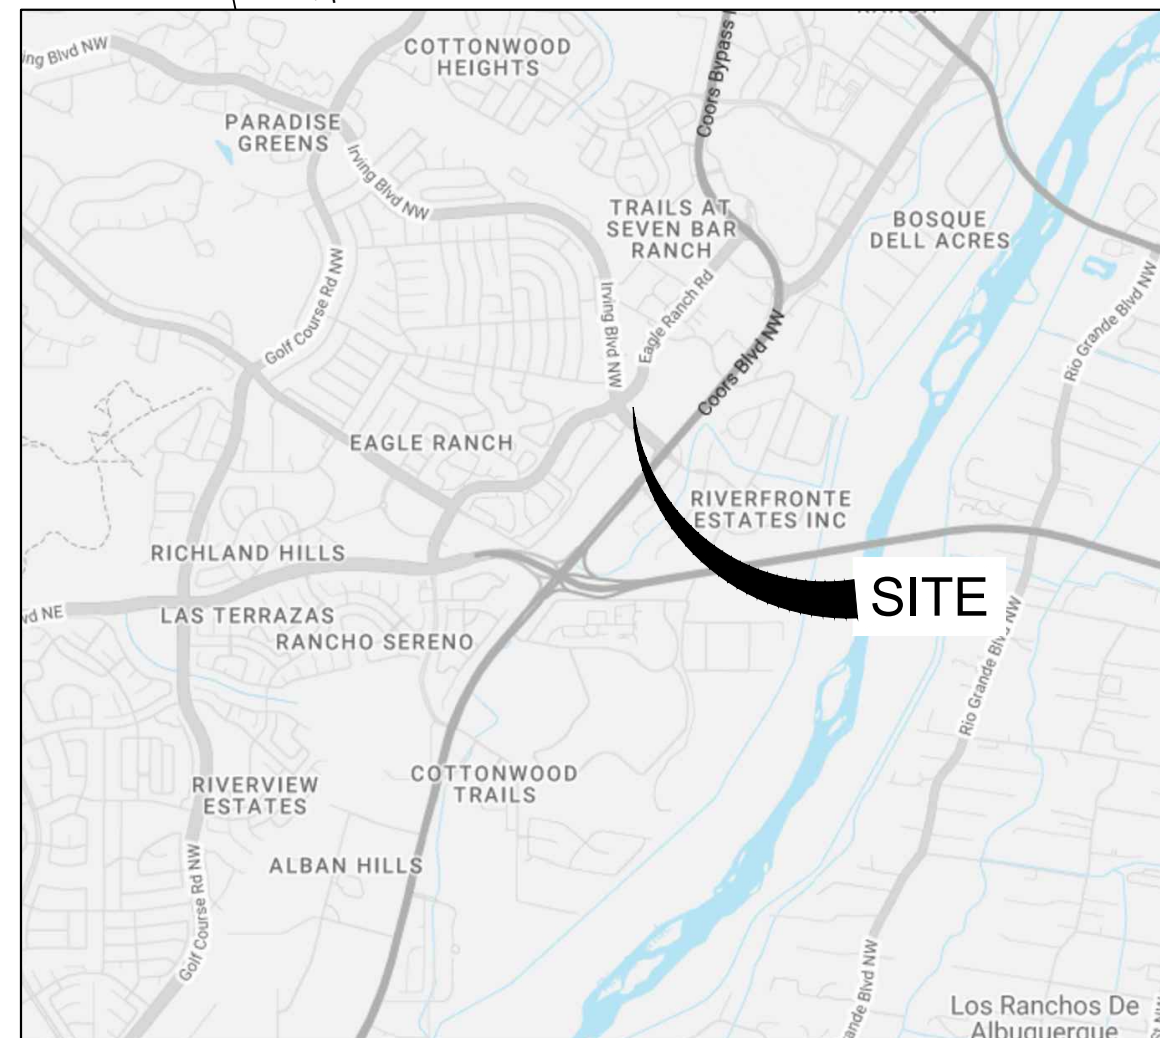 RANCH
ing Blvd NW
COTTONWOOD
HEIGHTS
Coors Bypass
PARADISE
GREENS
Irving Blvd NW
TRAILS AT
SEVEN BAR
RANCH
BOSQUE
DELL ACRES
Golf Course Rd NW
Irving Blvd NW
Eagle Ranch Rd
Coors Blvd NW
Rio Grande Blvd NW
EAGLE RANCH
RIVERFRONTE
ESTATES INC
RICHLAND HILLS
SITE
vd NE
LAS TERRAZAS
RANCHO SERENO
Rio Grande Blvd NW
RIVERVIEW
ESTATES
COTTONWOOD
TRAILS
ALBAN HILLS
Golf Course Rd NW
ande Blvd NW
Los Ranchos De
Albuquerque